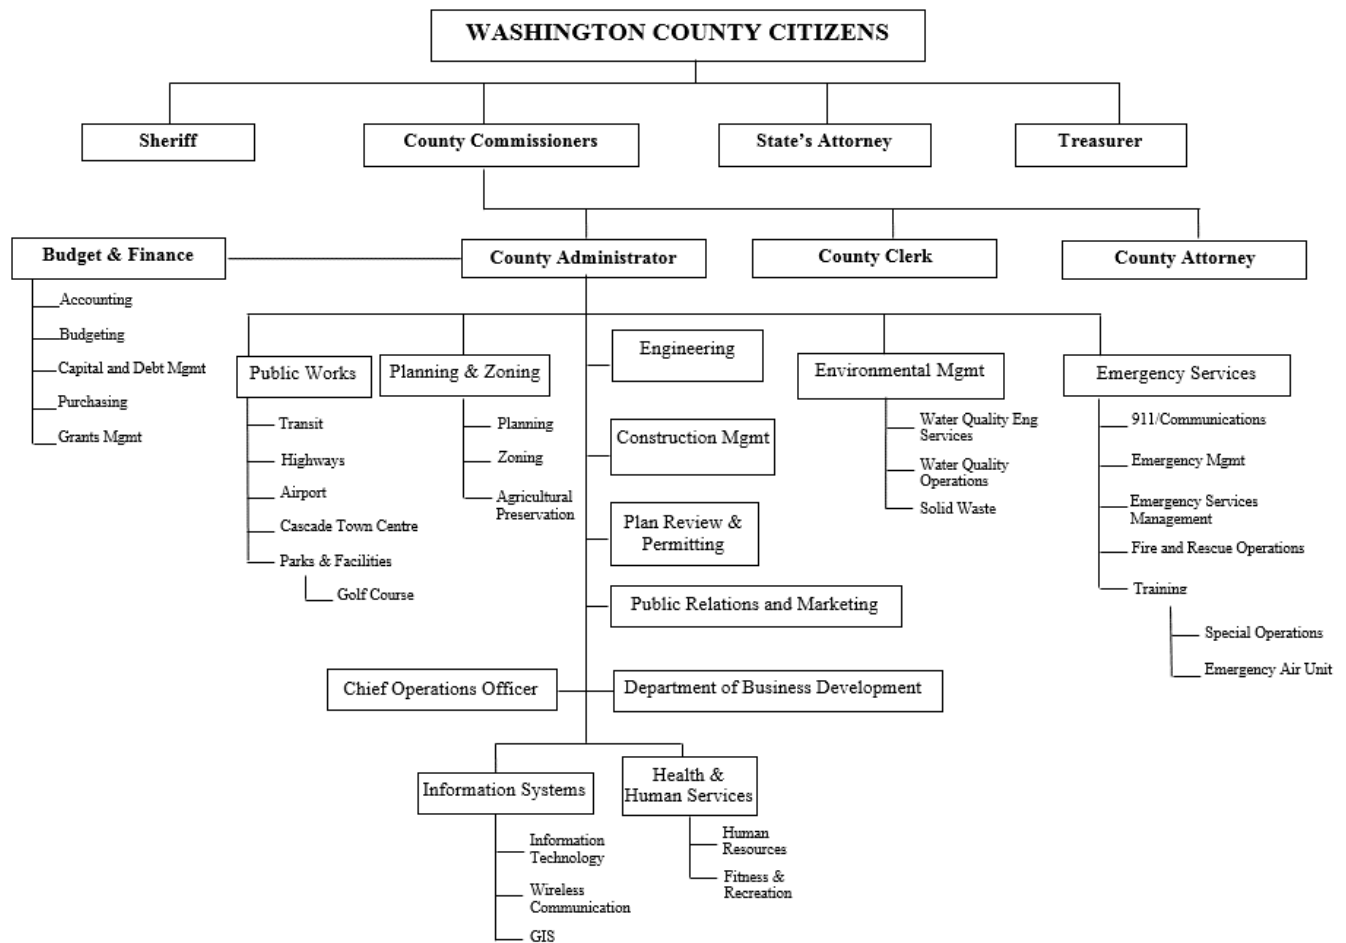 WASHINGTON COUNTY CITIZENS
Sheriff
County Commissioners
State's Attorney
Treasurer
Budget & Finance
County Administrator
County Clerk
County Attorney
Accounting
Budgeting
Capital and Debt Mgmt
Purchasing
Grants Mgmt
Public Works
Transit
Highways
Airport
Cascade Town Centre
Parks & Facilities
Golf Course
Planning & Zoning
Planning
Zoning
Agricultural
Preservation
Engineering
Construction Mgmt
Plan Review &
Permitting
Public Relations and Marketing
Environmental Mgmt
Water Quality Eng
Services
Water Quality
Operations
Solid Waste
Emergency Services
911/Communications
Emergency Mgmt
Emergency Services
Management
Fire and Rescue Operations
Training
Special Operations
Emergency Air Unit
Chief Operations Officer
Department of Business Development
Information Systems
Information
Technology
Wireless
Communication
GIS
Health &
Human Services
Human
Resources
Fitness &
Recreation